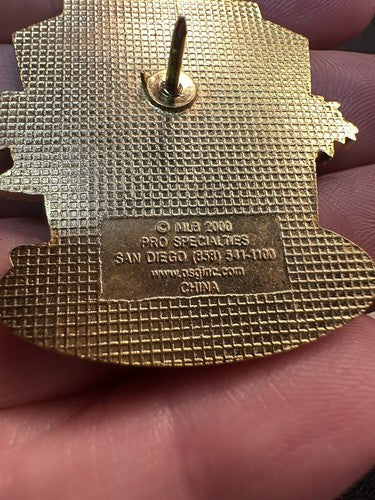 © MLB 2000
PRO SPECIALTIES
SAN DIEGO (858) 541-1100
www.psginc.com
CHINA